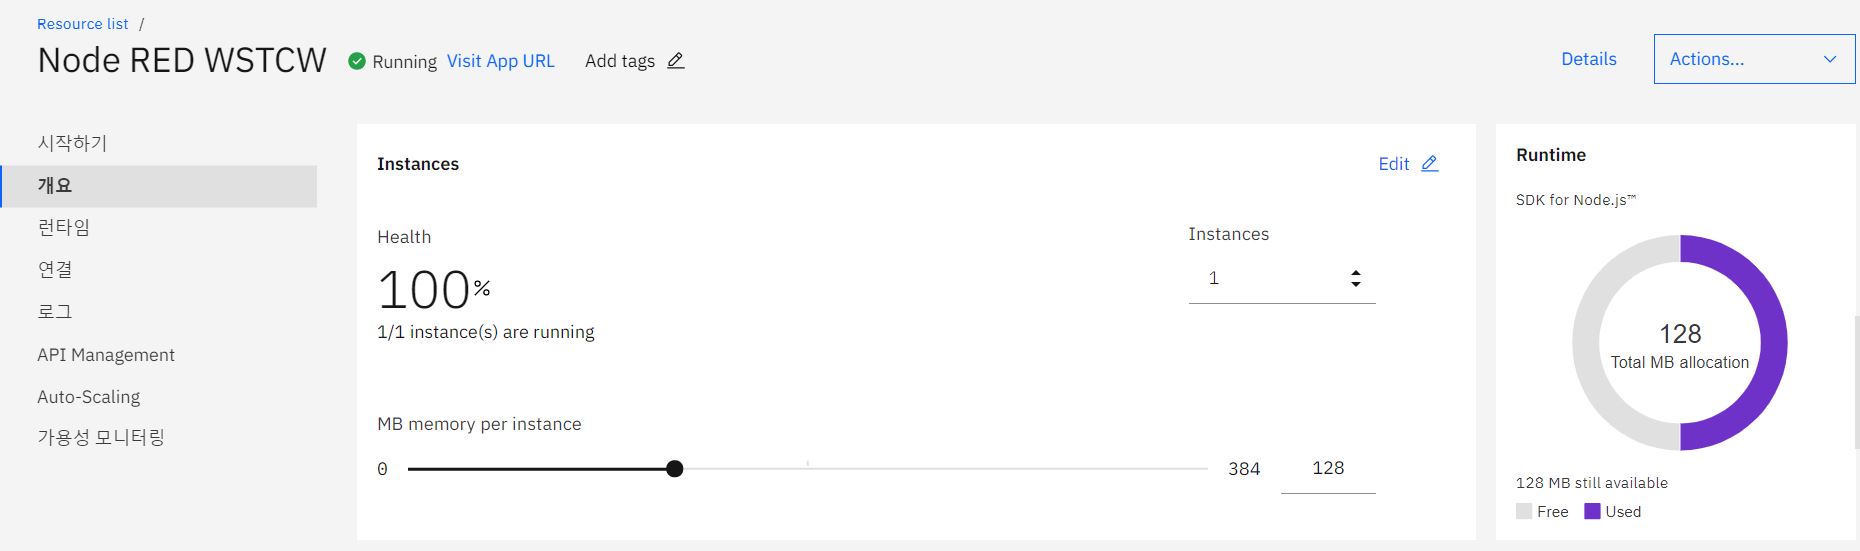 Resource list /
Node RED WSTCW Running Visit App URL Add tags
Details Actions...
시작하기
개요
런타임
연결
로그
API Management
Auto-Scaling
가용성 모니터링
Instances Edit
Health
100%
1/1 instance(s) are running
Instances
1
MB memory per instance
0 384 128
Runtime
SDK for Node.js™
128
Total MB allocation
128 MB still available
Free Used